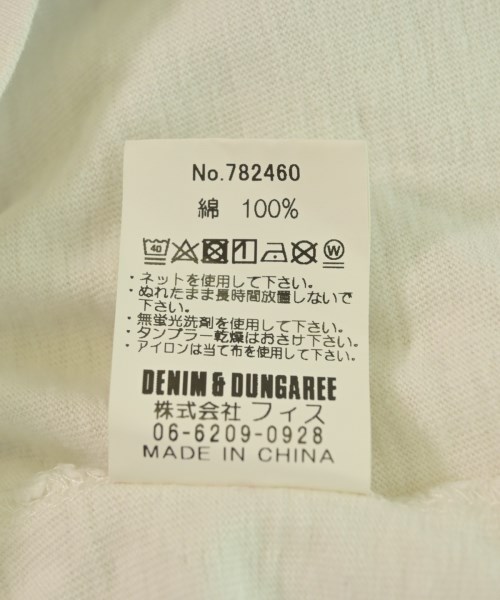 No.782460
綿 100%
40 W
・ネットを使用して下さい。
・ぬれたまま長時間放置しないで
下さい。
・無蛍光洗剤を使用して下さい。
・タンブラー乾燥はおさけ下さい。
・アイロンは当て布を使用して下さい。
DENIM & DUNGAREE
株式会社 フィス
06-6209-0928
MADE IN CHINA